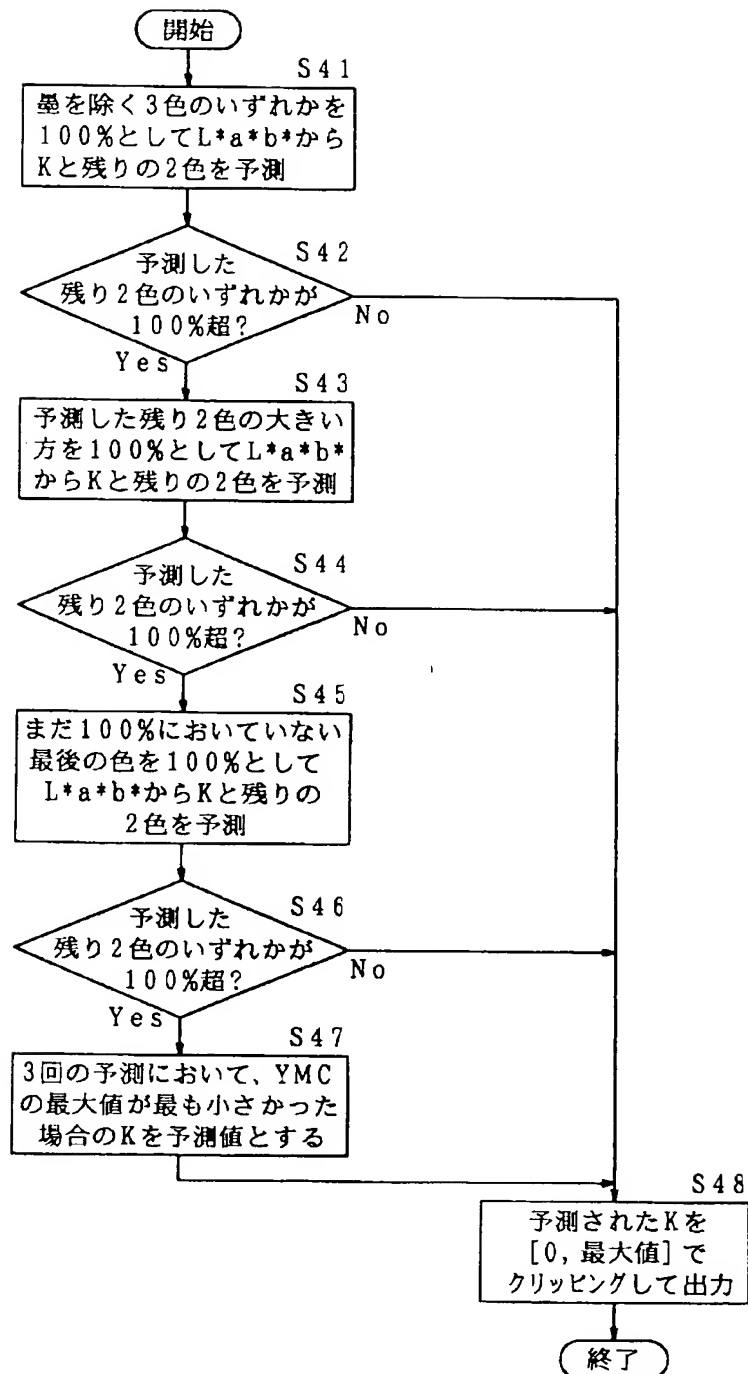 開始
S41
墨を除く3色のいずれかを
100%としてL*a*b*から
Kと残りの2色を予測
S42
予測した
残り2色のいずれかが
100%超?
No
Yes
S43
予測した残り2色の大きい
方を100%としてL*a*b*
からKと残りの2色を予測
S44
予測した
残り2色のいずれかが
100%超?
No
Yes
S45
まだ100%においていない
最後の色を100%として
L*a*b*からKと残りの
2色を予測
S46
予測した
残り2色のいずれかが
100%超?
No
Yes
S47
3回の予測において、YMC
の最大値が最も小さかった
場合のKを予測値とする
S48
予測されたKを
[0,最大値]で
クリッピングして出力
終了